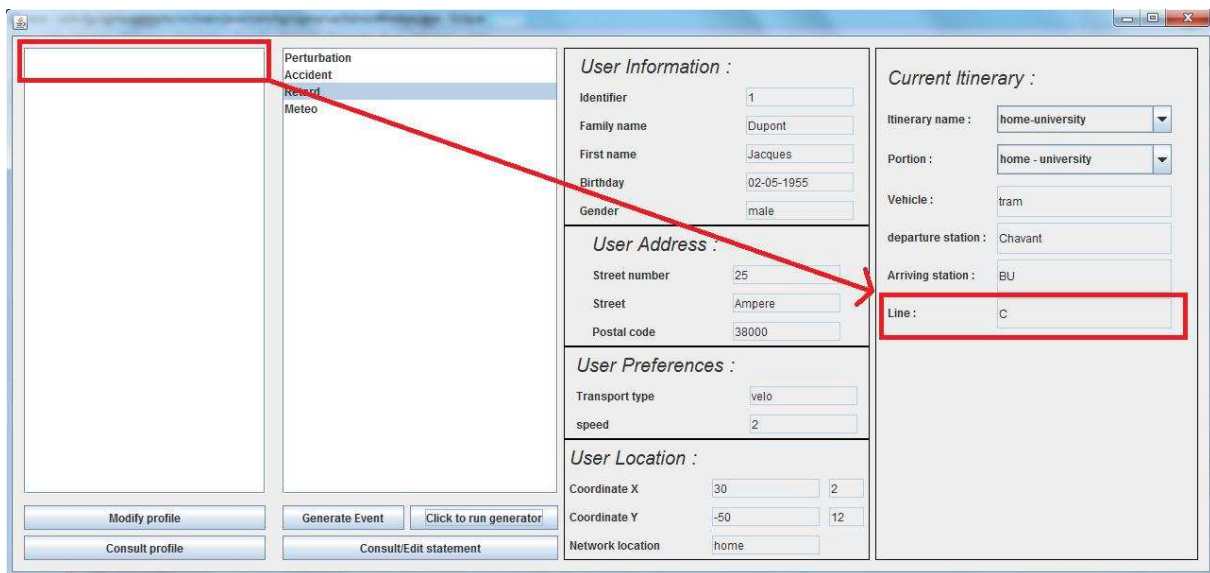 Perturbation
Accident
Retard
Meteo
Modify profile
Consult profile
Generate Event
Click to run generator
Consult/Edit statement
User Information :
Identifier 1
Family name Dupont
First name Jacques
Birthday 02-05-1955
Gender male
User Address :
Street number 25
Street Ampere
Postal code 38000
User Preferences :
Transport type velo
speed 2
User Location :
Coordinate X 30 2
Coordinate Y -50 12
Network location home
Current Itinerary :
Itinerary name : home-university
Portion : home - university
Vehicle : tram
departure station : Chavant
Arriving station : BU
Line : C